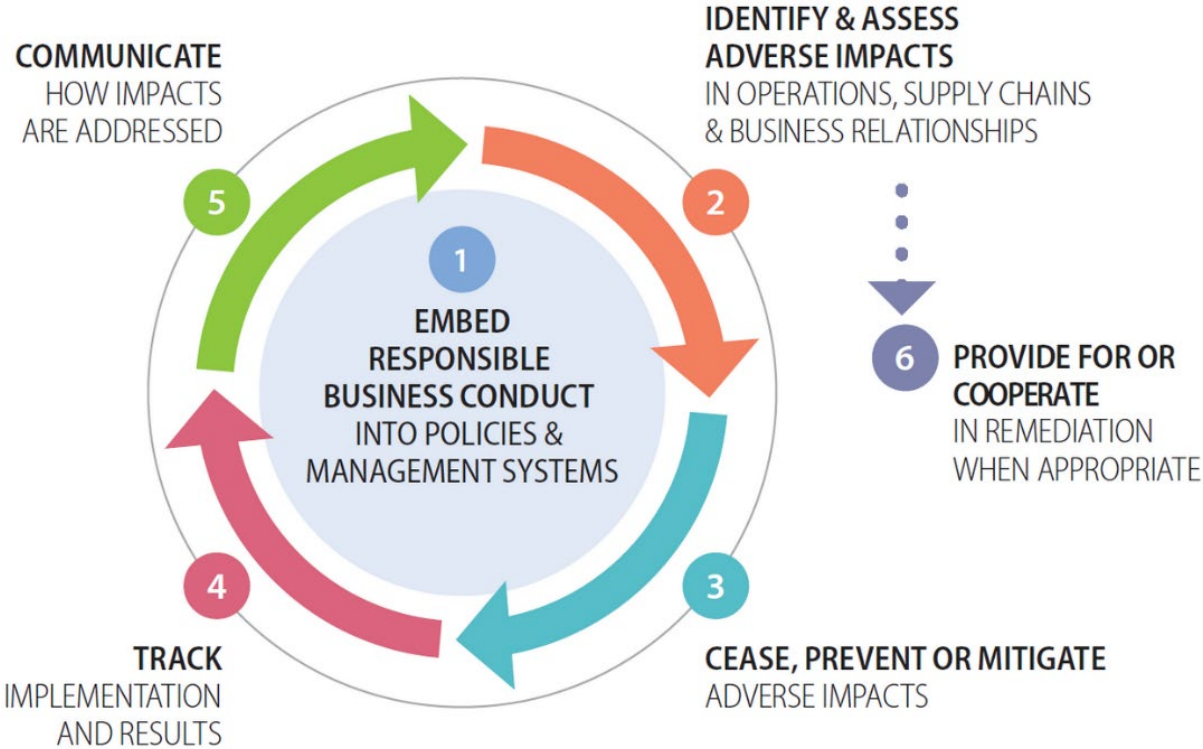 COMMUNICATE
HOW IMPACTS
ARE ADDRESSED
5
IDENTIFY & ASSESS
ADVERSE IMPACTS
IN OPERATIONS, SUPPLY CHAINS
& BUSINESS RELATIONSHIPS
2
1
EMBED
RESPONSIBLE
BUSINESS CONDUCT
INTO POLICIES &
MANAGEMENT SYSTEMS
6
PROVIDE FOR OR
COOPERATE
IN REMEDIATION
WHEN APPROPRIATE
4
TRACK
IMPLEMENTATION
AND RESULTS
3
CEASE, PREVENT OR MITIGATE
ADVERSE IMPACTS